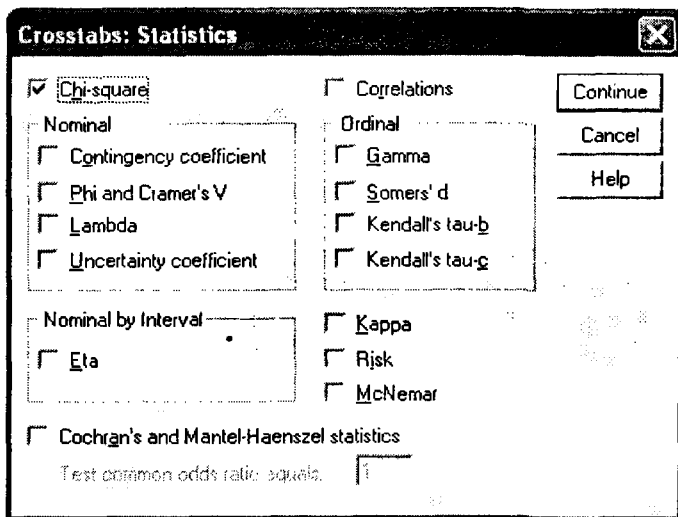 Crosstabs: Statistics
Chi-square
Correlations
Continue
Nominal
Ordinal
Cancel
Contingency coefficient
Gamma
Help
Phi and Cramer's V
Somers' d
Lambda
Kendall's tau-b
Uncertainty coefficient
Kendall's tau-c
Nominal by Interval
Kappa
Eta
Risk
McNemar
Cochran's and Mantel-Haenszel statistics
Test common odds ratio equals:
1